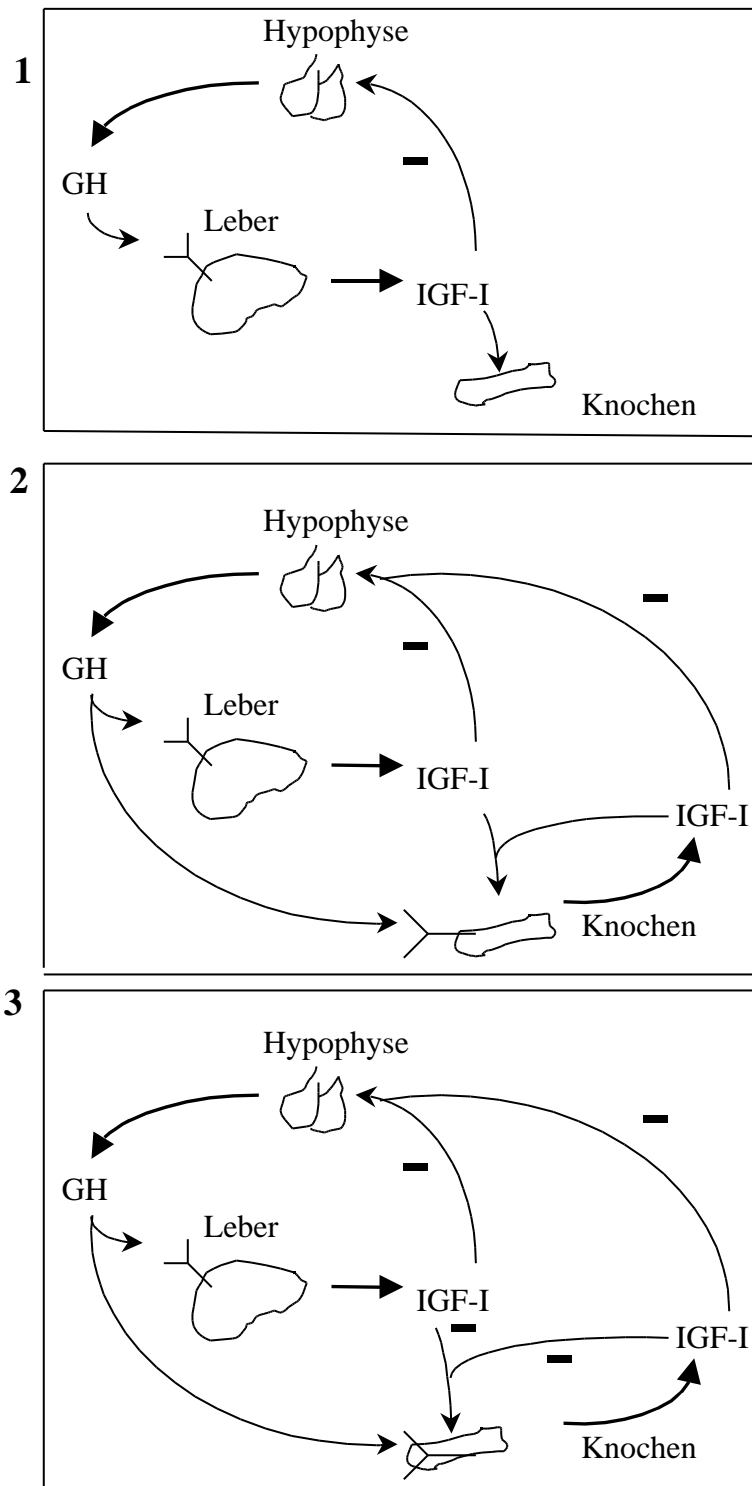 1
Hypophyse
GH
Leber
IGF-I
Knochen
2
Hypophyse
GH
Leber
IGF-I
IGF-I
Knochen
3
Hypophyse
GH
Leber
IGF-I
IGF-I
Knochen